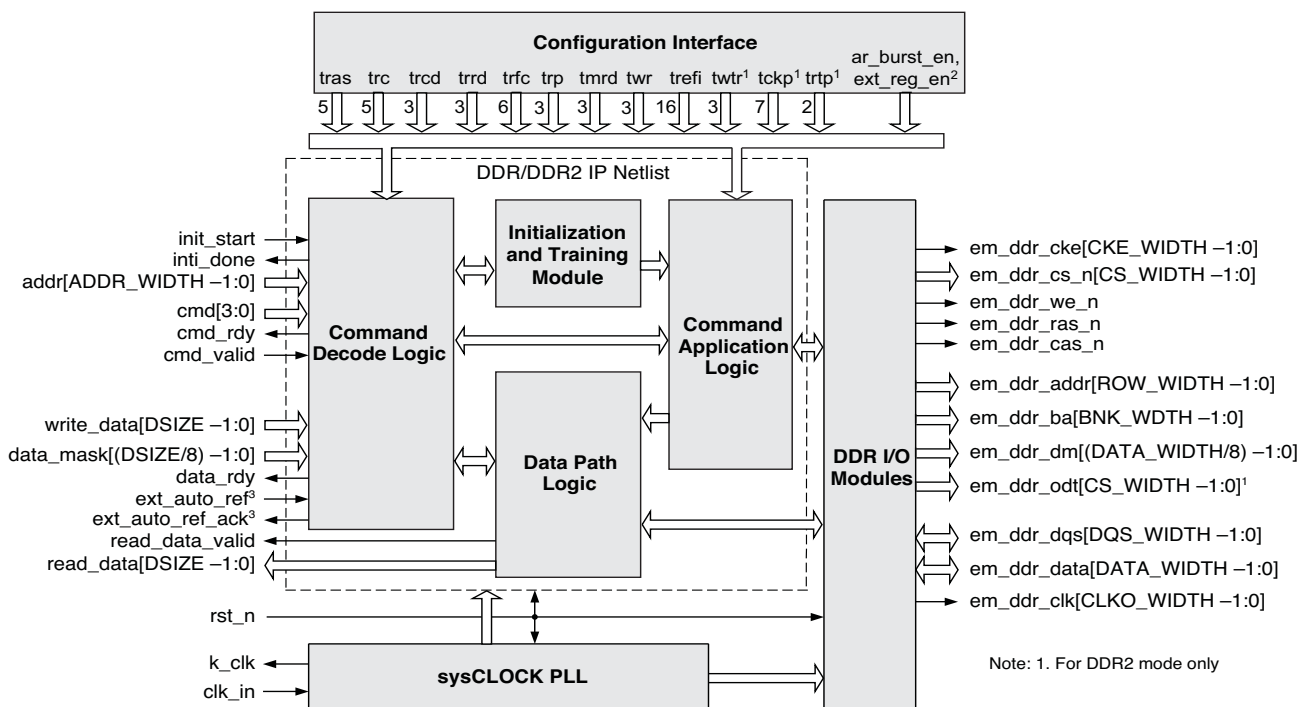 Configuration Interface
tras trc trcd trrd trfc trp tmrd twr trefi twtr¹ tckp¹ trtp¹
ar_burst_en,
ext_reg_en²
5 5 3 3 6 3 3 3 16 3 7 2
DDR/DDR2 IP Netlist
init_start
inti_done
addr[ADDR_WIDTH –1:0]
cmd[3:0]
cmd_rdy
cmd_valid
write_data[DSIZE –1:0]
data_mask[(DSIZE/8) –1:0]
data_rdy
ext_auto_ref³
ext_auto_ref_ack³
read_data_valid
read_data[DSIZE –1:0]
rst_n
k_clk
clk_in
Command
Decode Logic
Initialization
and Training
Module
Command
Application
Logic
Data Path
Logic
sysCLOCK PLL
DDR I/O
Modules
em_ddr_cke[CKE_WIDTH –1:0]
em_ddr_cs_n[CS_WIDTH –1:0]
em_ddr_we_n
em_ddr_ras_n
em_ddr_cas_n
em_ddr_addr[ROW_WIDTH –1:0]
em_ddr_ba[BNK_WDTH –1:0]
em_ddr_dm[(DATA_WIDTH/8) –1:0]
em_ddr_odt[CS_WIDTH –1:0]¹
em_ddr_dqs[DQS_WIDTH –1:0]
em_ddr_data[DATA_WIDTH –1:0]
em_ddr_clk[CLKO_WIDTH –1:0]
Note: 1. For DDR2 mode only